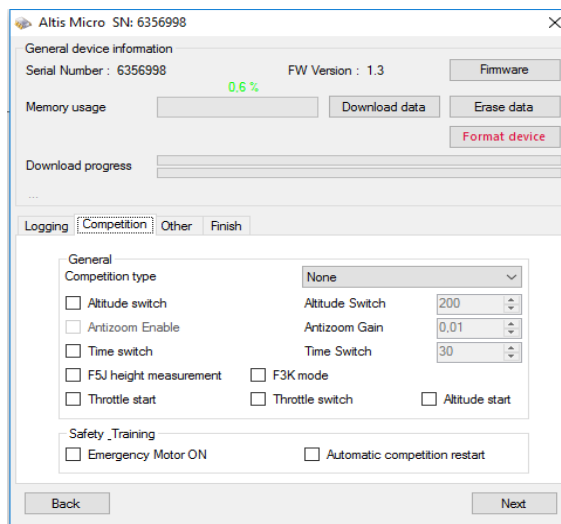 Altis Micro SN: 6356998
General device information
Serial Number : 6356998 FW Version : 1.3 Firmware
0,6 %
Memory usage Download data Erase data
Format device
Download progress
...
Logging Competition Other Finish
General
Competition type None
Altitude switch Altitude Switch 200
Antizoom Enable Antizoom Gain 0,01
Time switch Time Switch 30
F5J height measurement F3K mode
Throttle start Throttle switch Altitude start
Safety _Training
Emergency Motor ON Automatic competition restart
Back Next